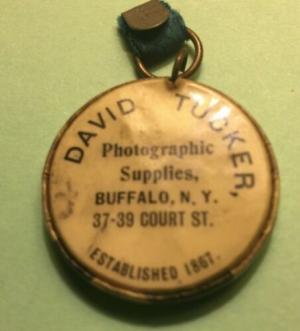 DAVID TUCKER,
Photographic
Supplies,
BUFFALO, N.Y.
37-39 COURT ST.
ESTABLISHED 1867.